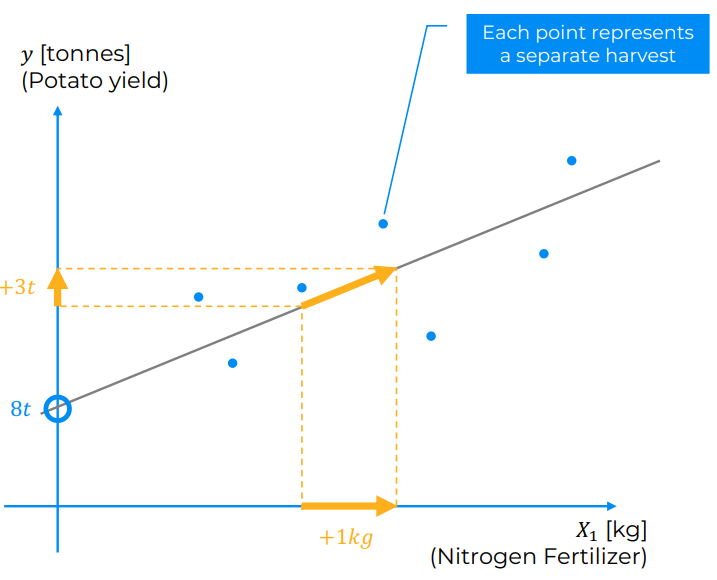 Each point represents
a separate harvest
y [tonnes]
(Potato yield)
+3t
8t
+1kg
X₁ [kg]
(Nitrogen Fertilizer)